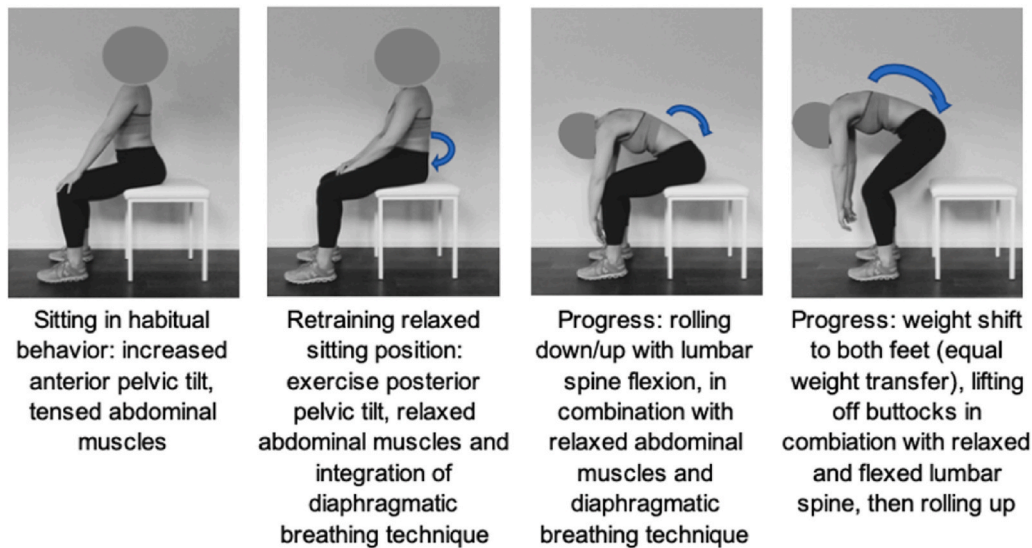 Sitting in habitual
behavior: increased
anterior pelvic tilt,
tensed abdominal
muscles
Retraining relaxed
sitting position:
exercise posterior
pelvic tilt, relaxed
abdominal muscles and
integration of
diaphragmatic
breathing technique
Progress: rolling
down/up with lumbar
spine flexion, in
combination with
relaxed abdominal
muscles and
diaphragmatic
breathing technique
Progress: weight shift
to both feet (equal
weight transfer), lifting
off buttocks in
combiation with relaxed
and flexed lumbar
spine, then rolling up